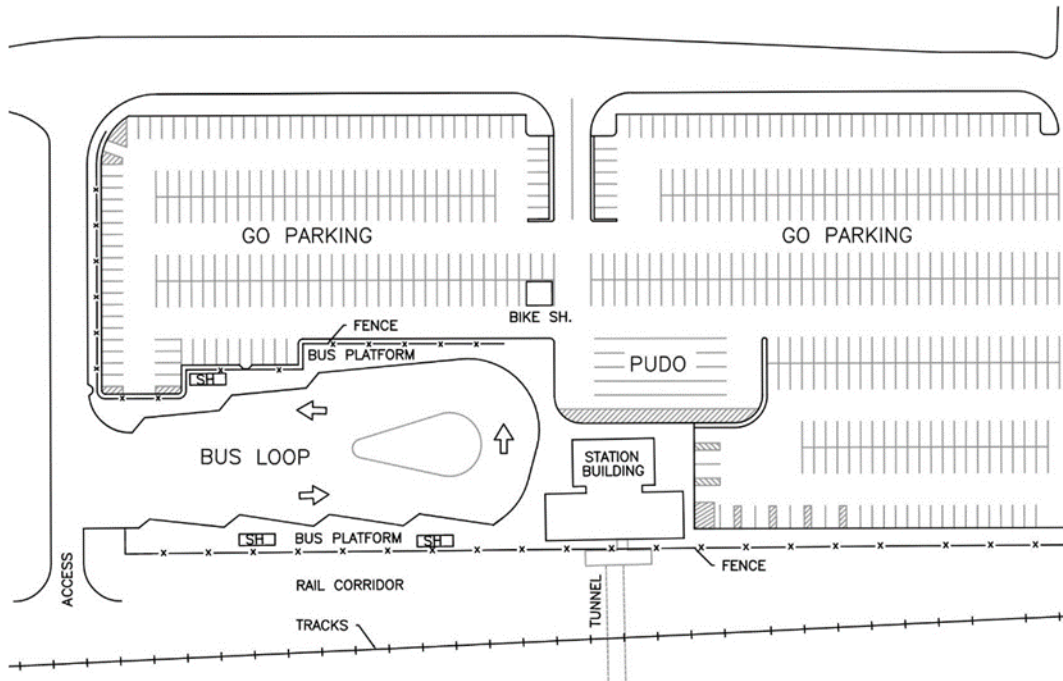 GO PARKING
GO PARKING
BIKE SH.
FENCE
BUS PLATFORM
PUDO
SH
BUS LOOP
STATION
BUILDING
SH
BUS PLATFORM
SH
FENCE
ACCESS
RAIL CORRIDOR
TUNNEL
TRACKS